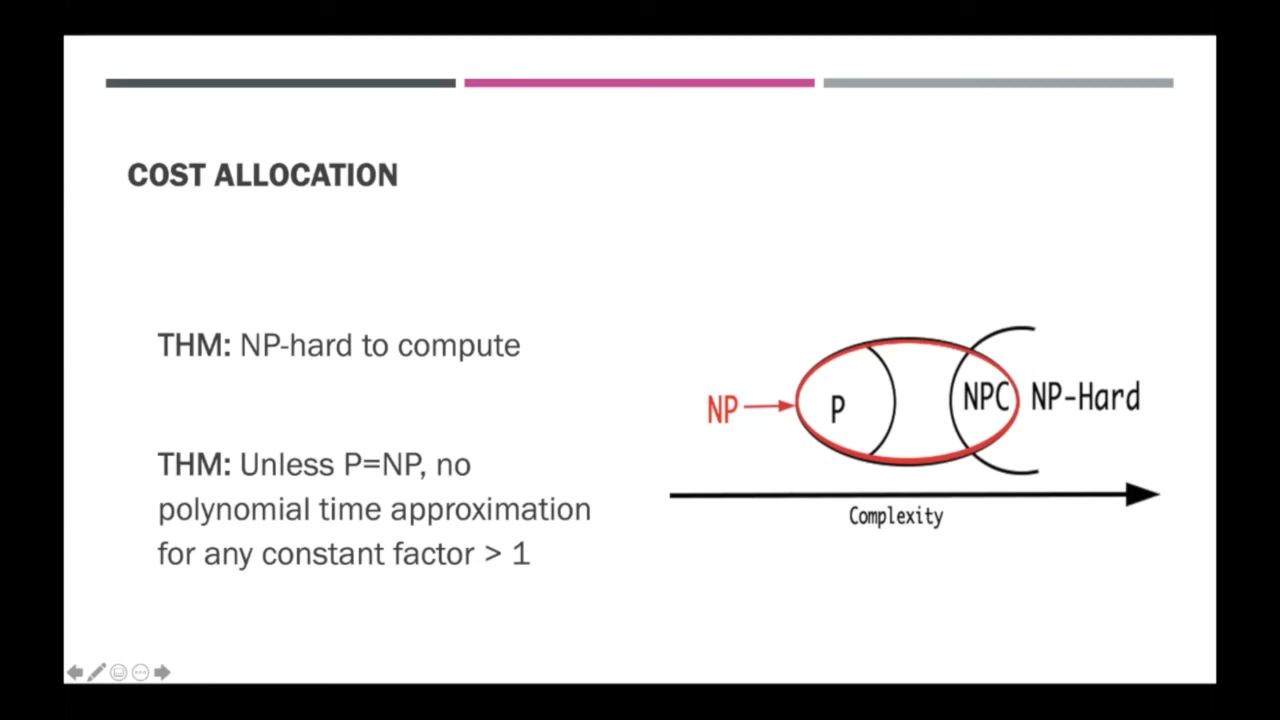 COST ALLOCATION
THM: NP-hard to compute
THM: Unless P=NP, no
polynomial time approximation
for any constant factor > 1
NP
P
NPC
NP-Hard
Complexity